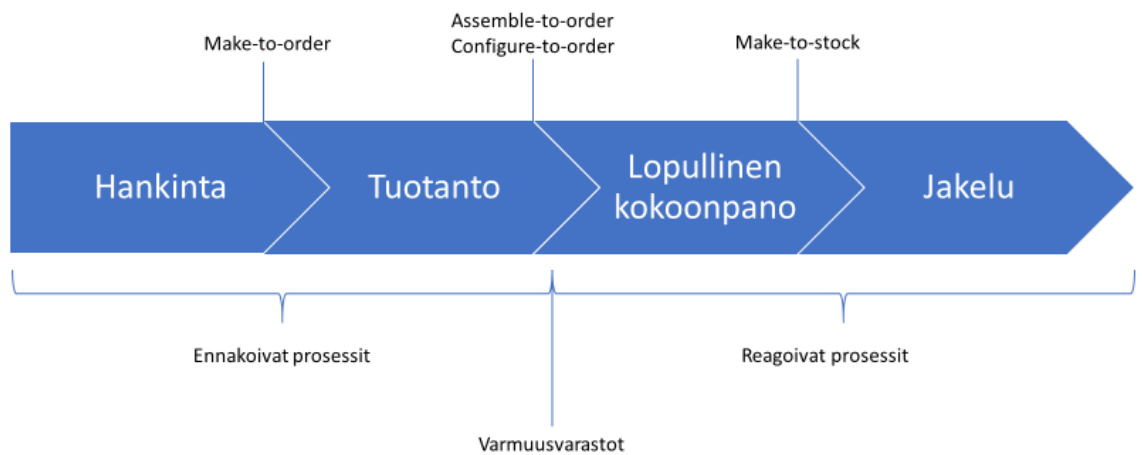 Make-to-order
Assemble-to-order
Configure-to-order
Make-to-stock
Hankinta
Tuotanto
Lopullinen
kokoonpano
Jakelu
Ennakoivat prosessit
Reagoivat prosessit
Varmuusvarastot